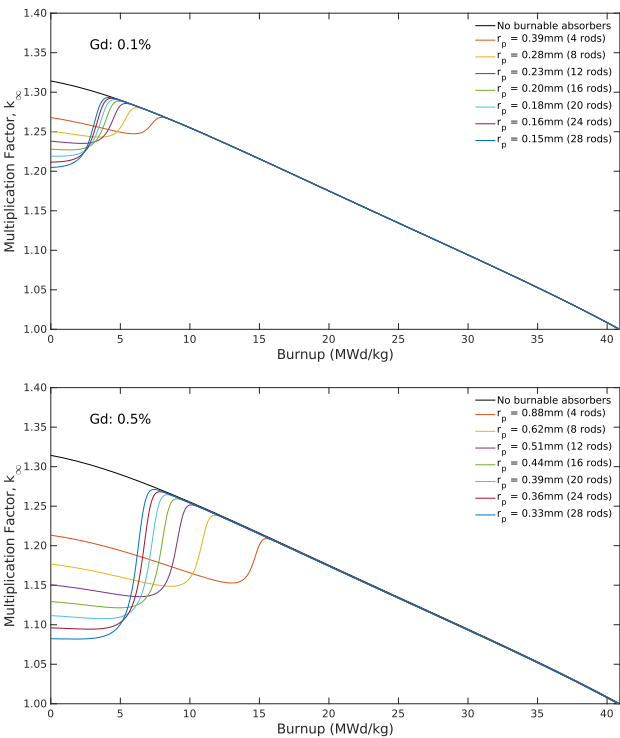 1.40
1.35
1.30
1.25
1.20
1.15
1.10
1.05
1.00
Multiplication Factor, k∞
Gd: 0.1%
No burnable absorbers
r_p = 0.39mm (4 rods)
r_p = 0.28mm (8 rods)
r_p = 0.23mm (12 rods)
r_p = 0.20mm (16 rods)
r_p = 0.18mm (20 rods)
r_p = 0.16mm (24 rods)
r_p = 0.15mm (28 rods)
0 5 10 15 20 25 30 35 40
Burnup (MWd/kg)
1.40
1.35
1.30
1.25
1.20
1.15
1.10
1.05
1.00
Multiplication Factor, k∞
Gd: 0.5%
No burnable absorbers
r_p = 0.88mm (4 rods)
r_p = 0.62mm (8 rods)
r_p = 0.51mm (12 rods)
r_p = 0.44mm (16 rods)
r_p = 0.39mm (20 rods)
r_p = 0.36mm (24 rods)
r_p = 0.33mm (28 rods)
0 5 10 15 20 25 30 35 40
Burnup (MWd/kg)